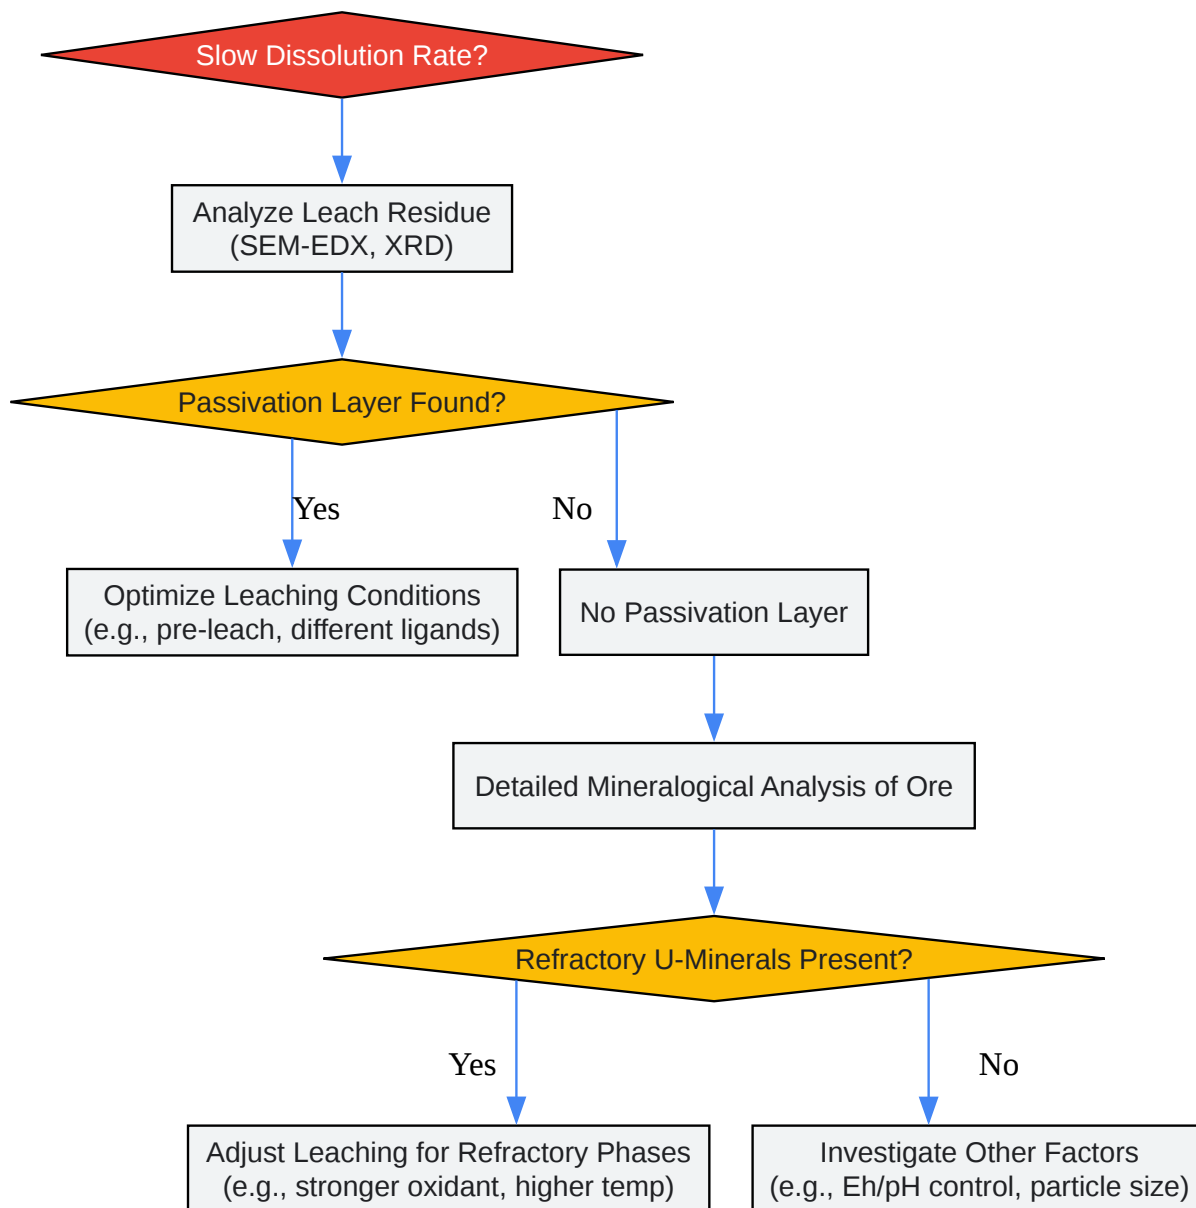 Slow Dissolution Rate?
Analyze Leach Residue
(SEM-EDX, XRD)
Passivation Layer Found?
Yes
No
Optimize Leaching Conditions
(e.g., pre-leach, different ligands)
No Passivation Layer
Detailed Mineralogical Analysis of Ore
Refractory U-Minerals Present?
Yes
No
Adjust Leaching for Refractory Phases
(e.g., stronger oxidant, higher temp)
Investigate Other Factors
(e.g., Eh/pH control, particle size)